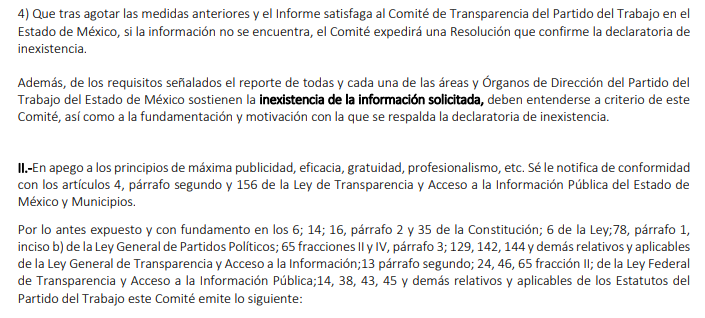 4) Que tras agotar las medidas anteriores y el Informe satisfaga al Comité de Transparencia del Partido del Trabajo en el
Estado de México, si la información no se encuentra, el Comité expedirá una Resolución que confirme la declaratoria de
inexistencia.
Además, de los requisitos señalados el reporte de todas y cada una de las áreas y Órganos de Dirección del Partido del
Trabajo del Estado de México sostienen la inexistencia de la información solicitada, deben entenderse a criterio de este
Comité, así como a la fundamentación y motivación con la que se respalda la declaratoria de inexistencia.
II.-En apego a los principios de máxima publicidad, eficacia, gratuidad, profesionalismo, etc. Sé le notifica de conformidad
con los artículos 4, párrafo segundo y 156 de la Ley de Transparencia y Acceso a la Información Pública del Estado de
México y Municipios.
Por lo antes expuesto y con fundamento en los 6; 14; 16, párrafo 2 y 35 de la Constitución; 6 de la Ley;78, párrafo 1,
inciso b) de la Ley General de Partidos Políticos; 65 fracciones II y IV, párrafo 3; 129, 142, 144 y demás relativos y aplicables
de la Ley General de Transparencia y Acceso a la Información;13 párrafo segundo; 24, 46, 65 fracción II; de la Ley Federal
de Transparencia y Acceso a la Información Pública;14, 38, 43, 45 y demás relativos y aplicables de los Estatutos del
Partido del Trabajo este Comité emite lo siguiente: